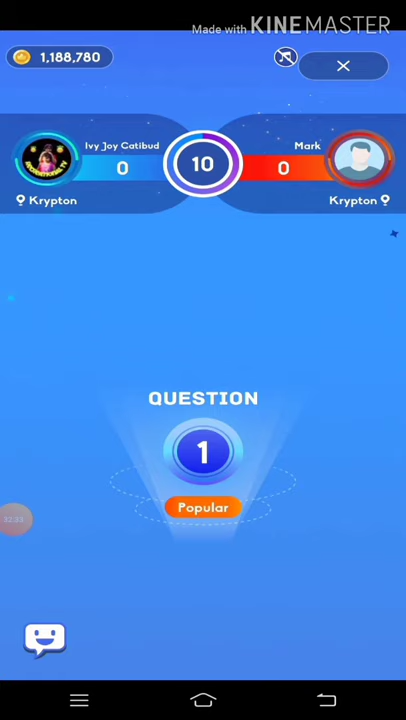 Made with KINEMASTER
1,188,780
Ivy Joy Catibud
Mark
0
10
0
Krypton
Krypton
QUESTION
1
Popular